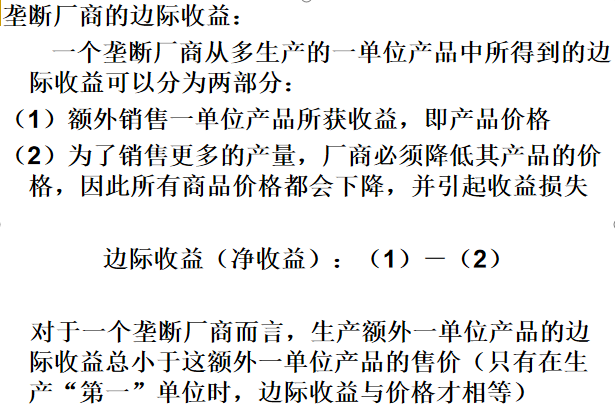 垄断厂商的边际收益：
一个垄断厂商从多生产的一单位产品中所得到的边
际收益可以分为两部分：
（1）额外销售一单位产品所获收益，即产品价格
（2）为了销售更多的产量，厂商必须降低其产品的价
格，因此所有商品价格都会下降，并引起收益损失
边际收益（净收益）：（1）－（2）
对于一个垄断厂商而言，生产额外一单位产品的边
际收益总小于这额外一单位产品的售价（只有在生
产“第一”单位时，边际收益与价格才相等）